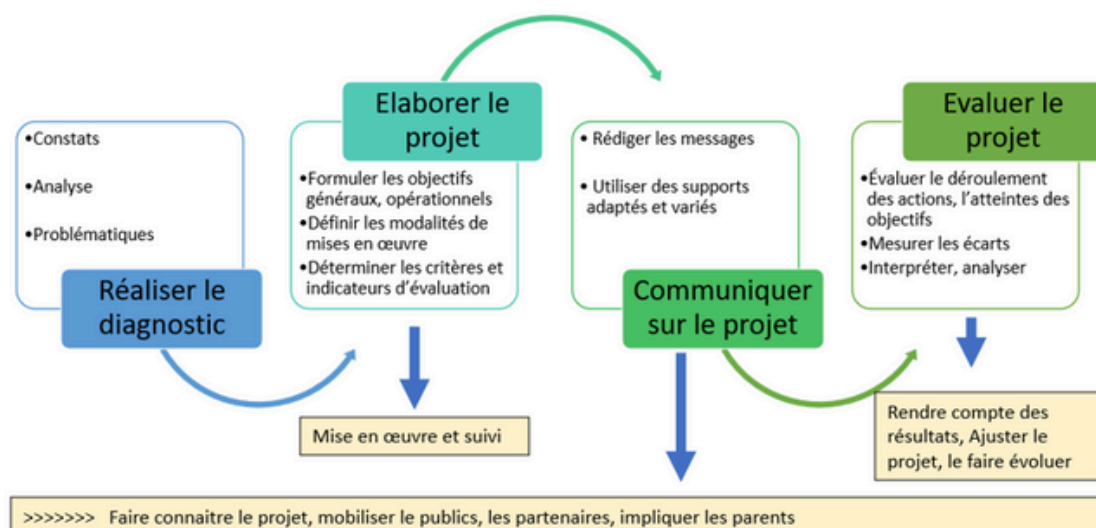 •Constats
•Analyse
•Problématiques
Réaliser le
diagnostic
Elaborer le
projet
•Formuler les objectifs
généraux, opérationnels
•Définir les modalités de
mises en œuvre
•Déterminer les critères et
indicateurs d’évaluation
Mise en œuvre et suivi
• Rédiger les messages
• Utiliser des supports
adaptés et variés
Communiquer
sur le projet
Evaluer le
projet
•Évaluer le déroulement
des actions, l’atteintes des
objectifs
•Mesurer les écarts
•Interpréter, analyser
Rendre compte des
résultats, Ajuster le
projet, le faire évoluer
>>>>>>> Faire connaitre le projet, mobiliser le publics, les partenaires, impliquer les parents